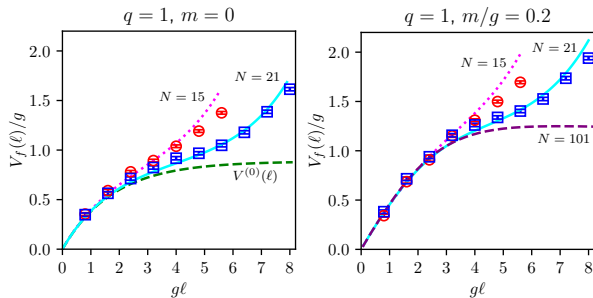 q = 1, m = 0
V_f(ℓ)/g
2.0
1.5
1.0
0.5
0.0
N = 15
N = 21
V^(0)(ℓ)
0 1 2 3 4 5 6 7 8
gℓ
q = 1, m/g = 0.2
V_f(ℓ)/g
2.0
1.5
1.0
0.5
0.0
N = 21
N = 15
N = 101
0 1 2 3 4 5 6 7 8
gℓ